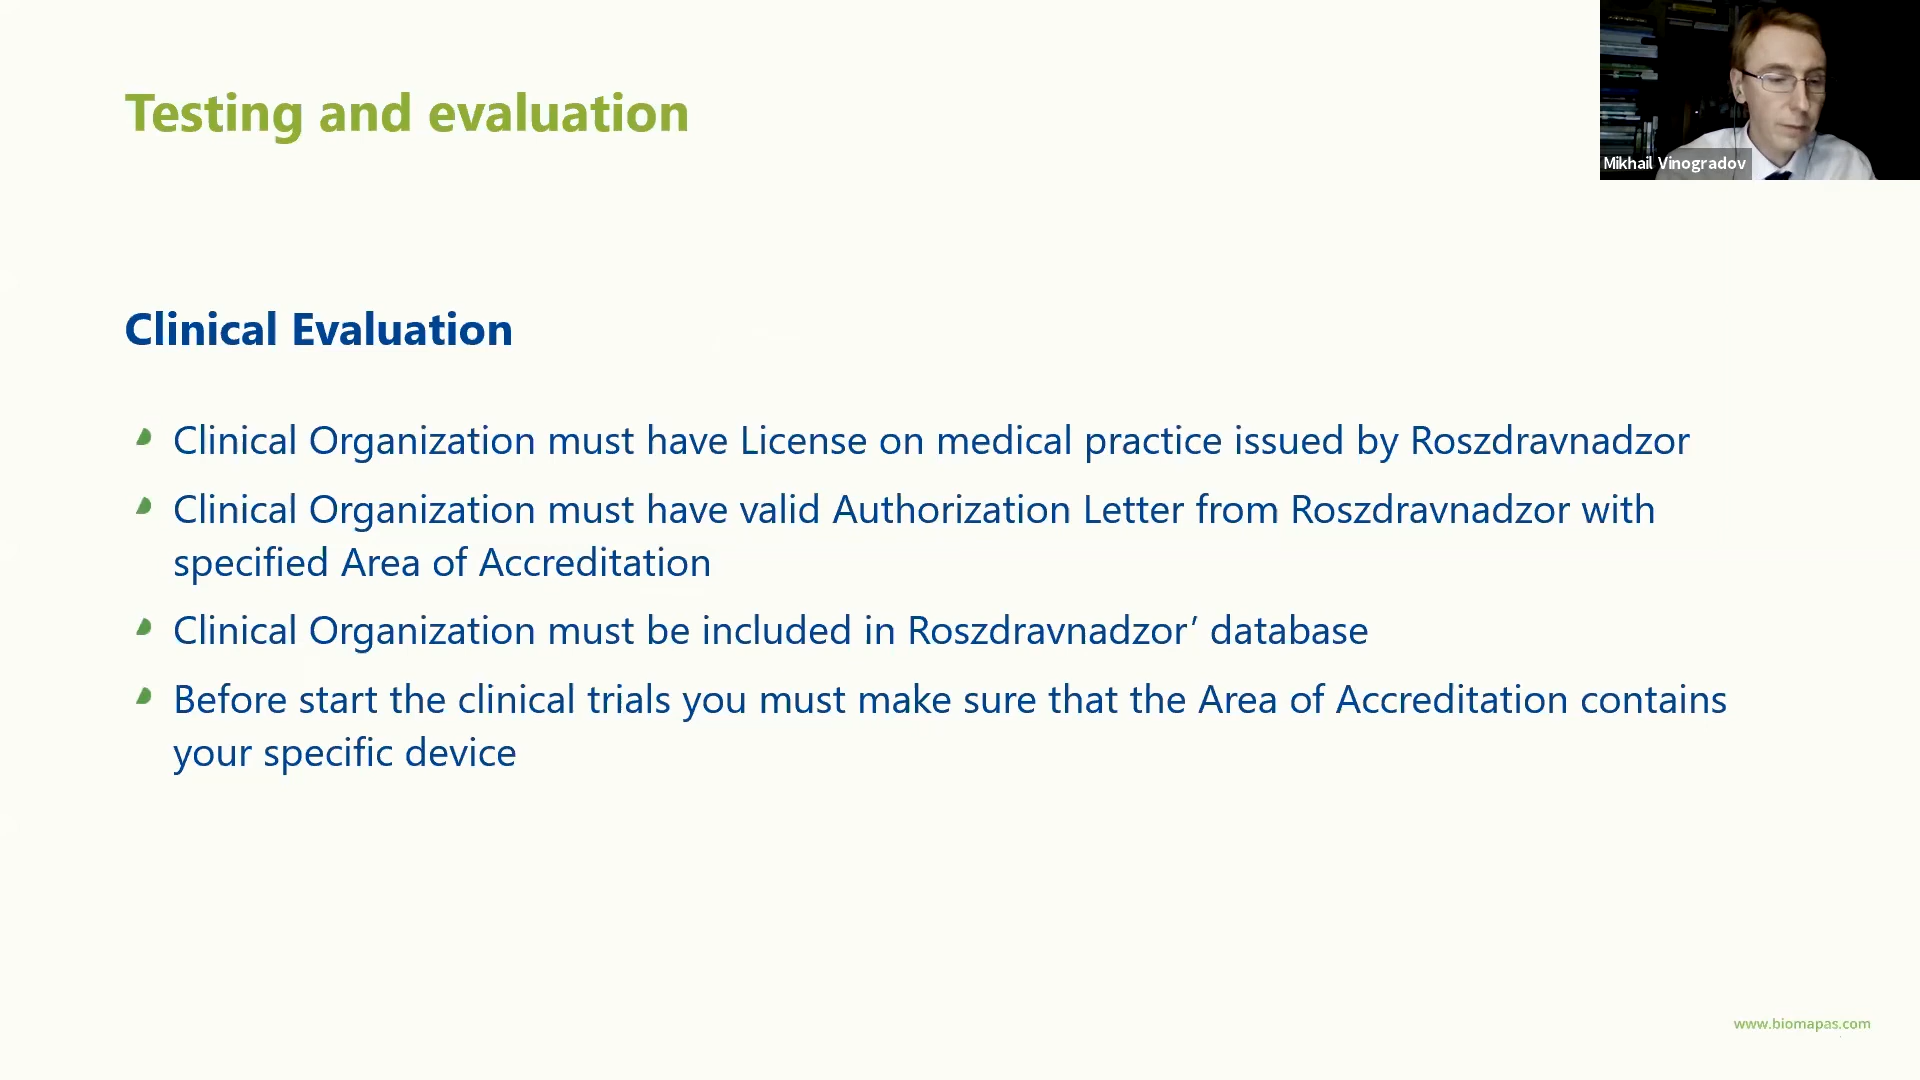 Testing and evaluation
Mikhail Vinogradov
Clinical Evaluation
Clinical Organization must have License on medical practice issued by Roszdravnadzor
Clinical Organization must have valid Authorization Letter from Roszdravnadzor with
specified Area of Accreditation
Clinical Organization must be included in Roszdravnadzor’ database
Before start the clinical trials you must make sure that the Area of Accreditation contains
your specific device
www.biomapas.com